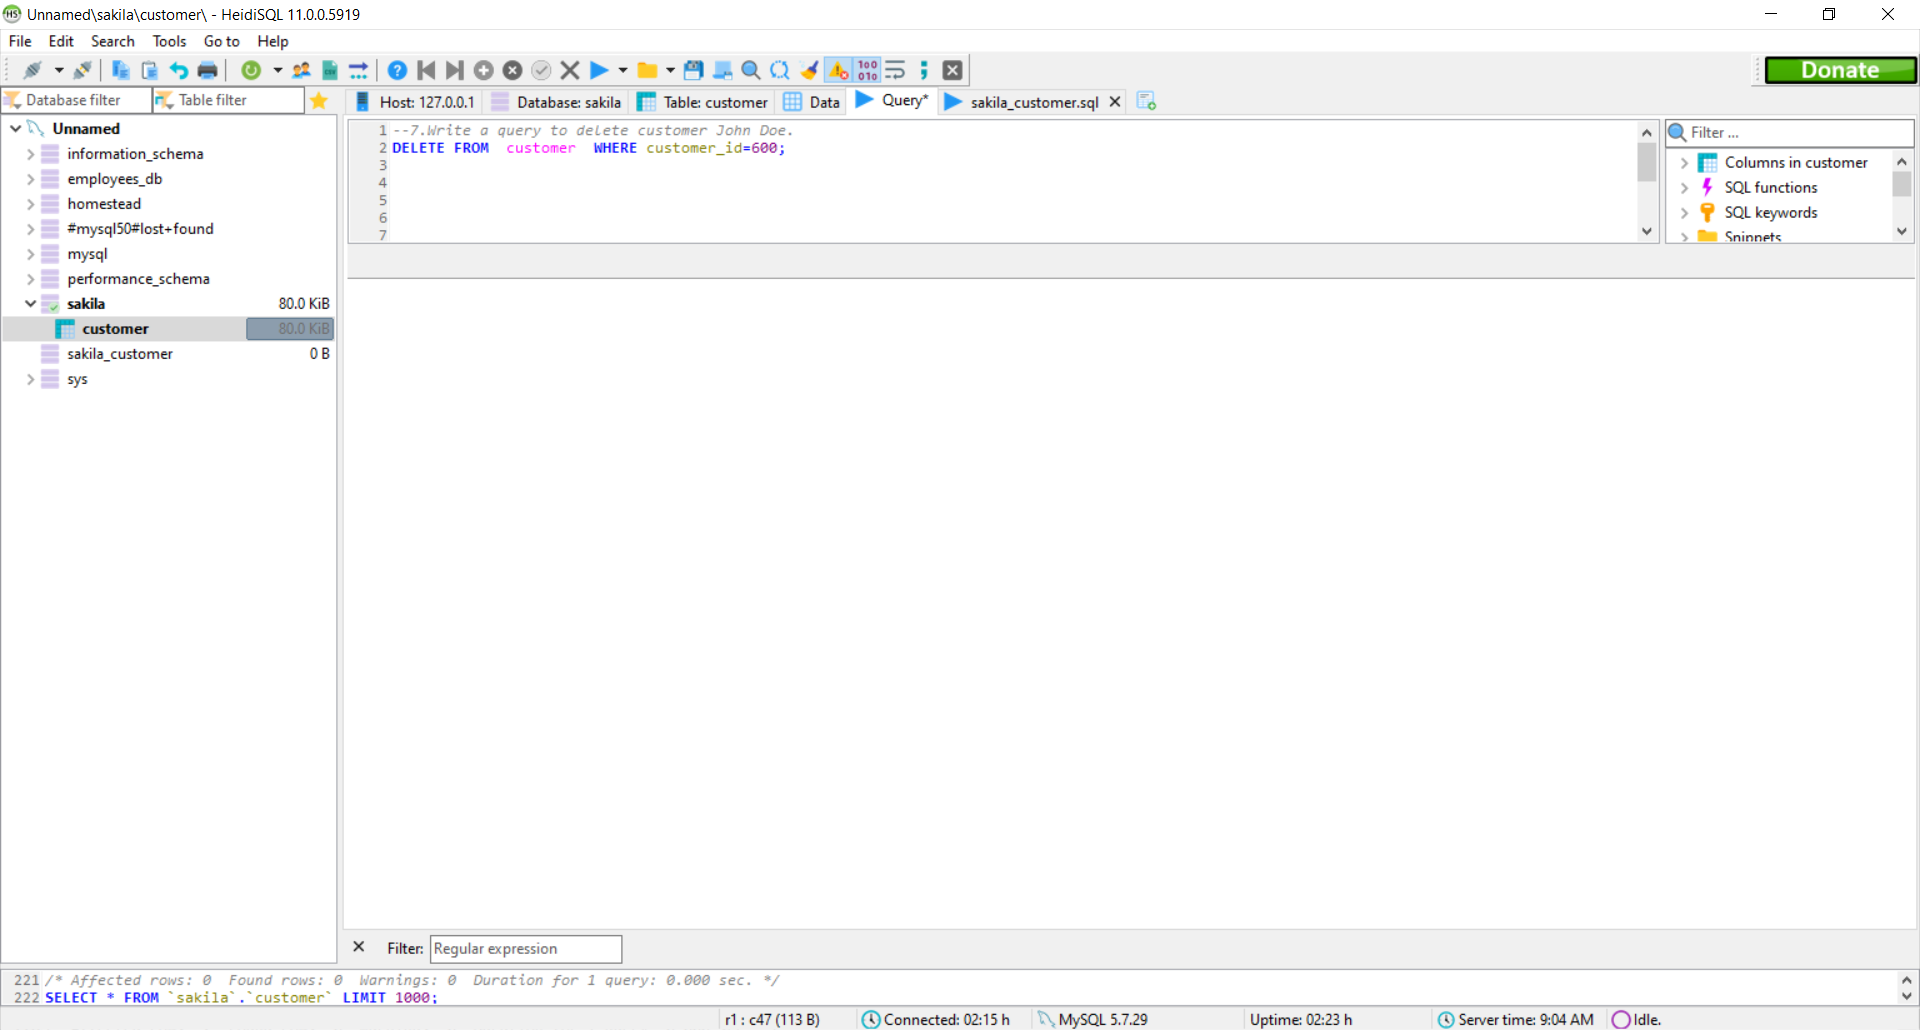 HS Unnamed\sakila\customer\ - HeidiSQL 11.0.0.5919
File Edit Search Tools Go to Help
100
010
Donate
Database filter Table filter
Host: 127.0.0.1 Database: sakila Table: customer Data Query* sakila_customer.sql
Unnamed
information_schema
employees_db
homestead
#mysql50#lost+found
mysql
performance_schema
sakila 80.0 KiB
customer 80.0 KiB
sakila_customer 0 B
sys
1 --7.Write a query to delete customer John Doe.
2 DELETE FROM customer WHERE customer_id=600;
3
4
5
6
7
Filter ...
Columns in customer
SQL functions
SQL keywords
Snippets
Filter: Regular expression
221 /* Affected rows: 0 Found rows: 0 Warnings: 0 Duration for 1 query: 0.000 sec. */
222 SELECT * FROM `sakila`.`customer` LIMIT 1000;
r1 : c47 (113 B) Connected: 02:15 h MySQL 5.7.29 Uptime: 02:23 h Server time: 9:04 AM Idle.